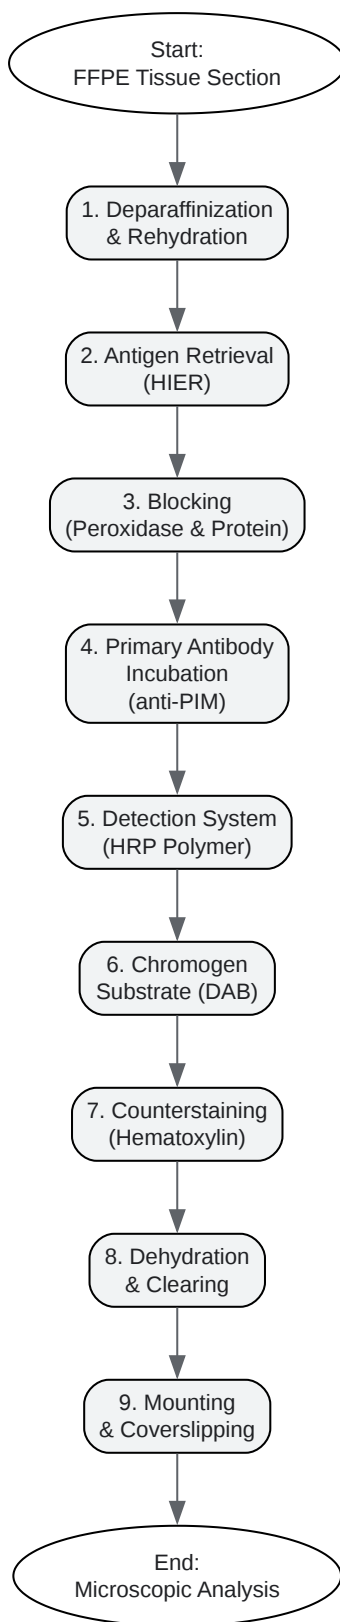 Start:
FFPE Tissue Section
1. Deparaffinization
& Rehydration
2. Antigen Retrieval
(HIER)
3. Blocking
(Peroxidase & Protein)
4. Primary Antibody
Incubation
(anti-PIM)
5. Detection System
(HRP Polymer)
6. Chromogen
Substrate (DAB)
7. Counterstaining
(Hematoxylin)
8. Dehydration
& Clearing
9. Mounting
& Coverslipping
End:
Microscopic Analysis